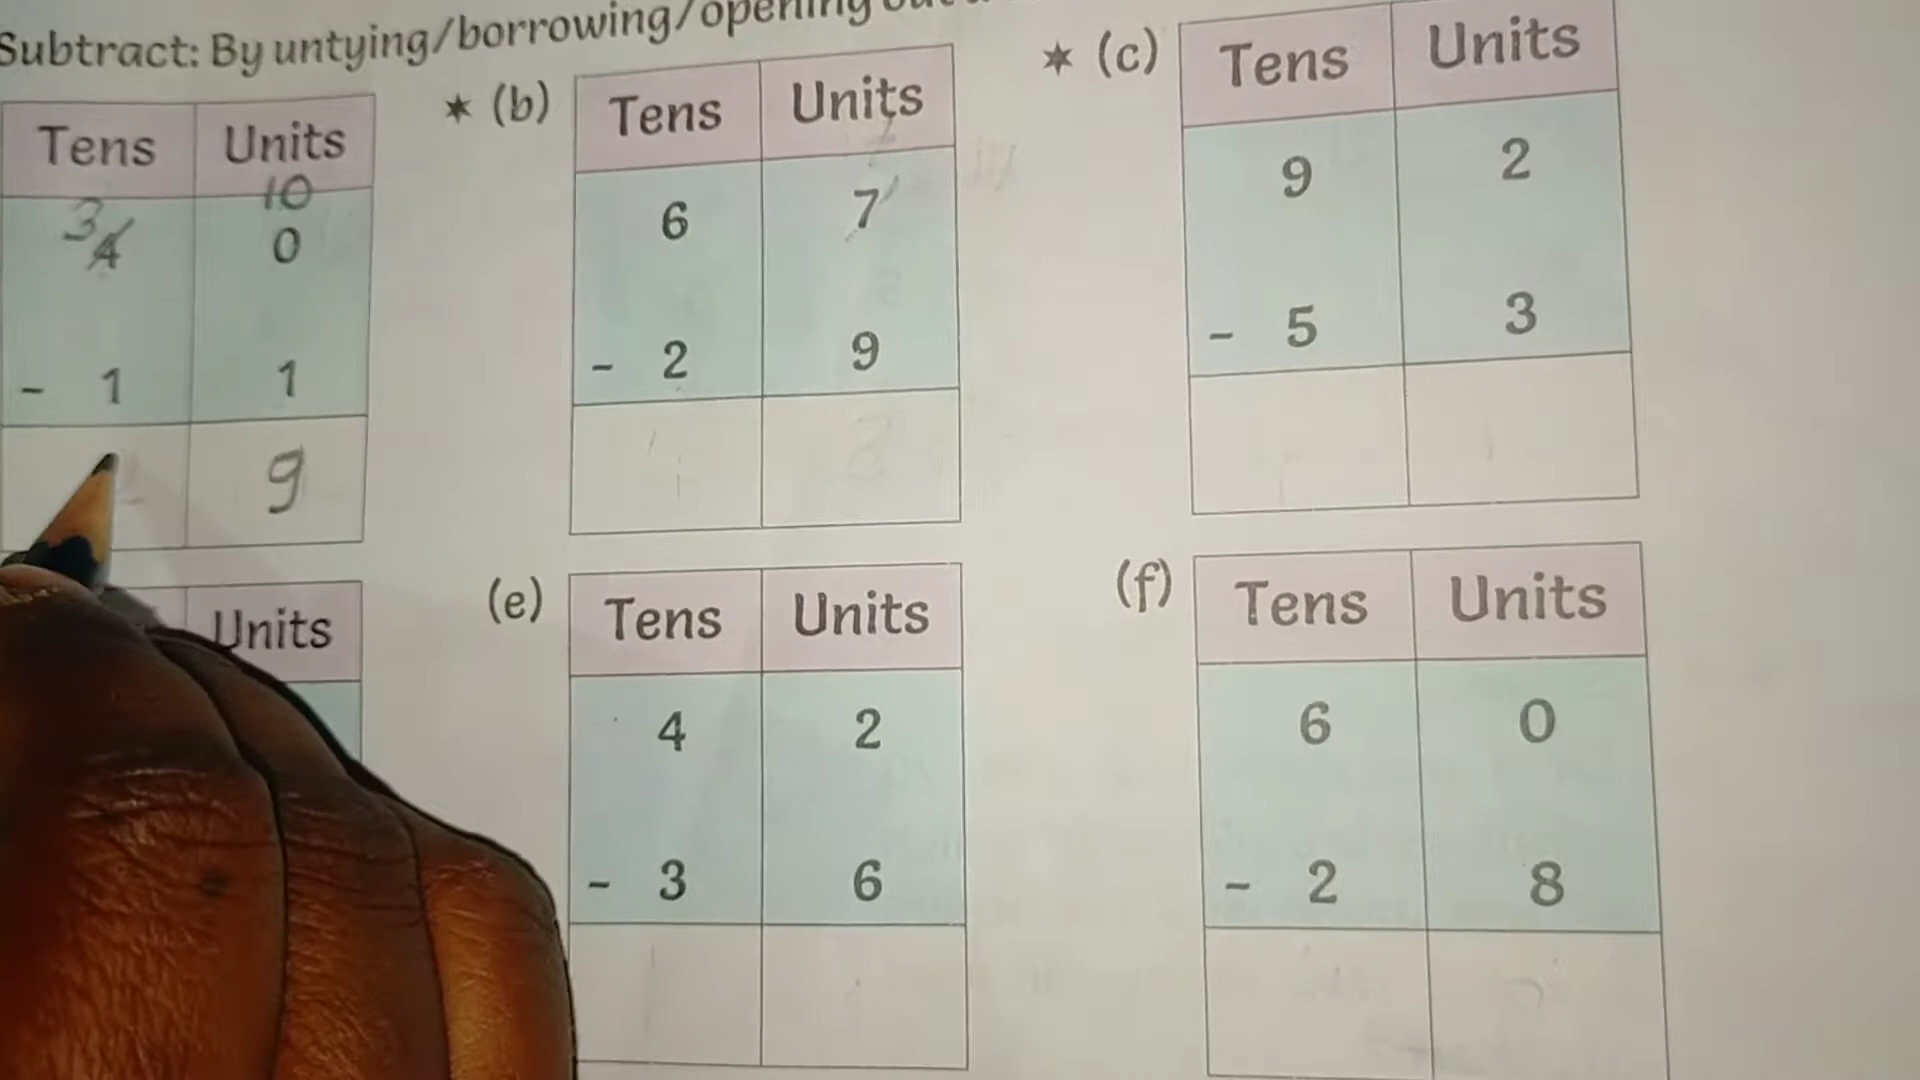 Subtract: By untying/borrowing/opening
Tens Units
10
3 4 0
- 1 1
9
★ (b) Tens Units
6 7
- 2 9
★ (c) Tens Units
9 2
- 5 3
Units
(e) Tens Units
4 2
- 3 6
(f) Tens Units
6 0
- 2 8